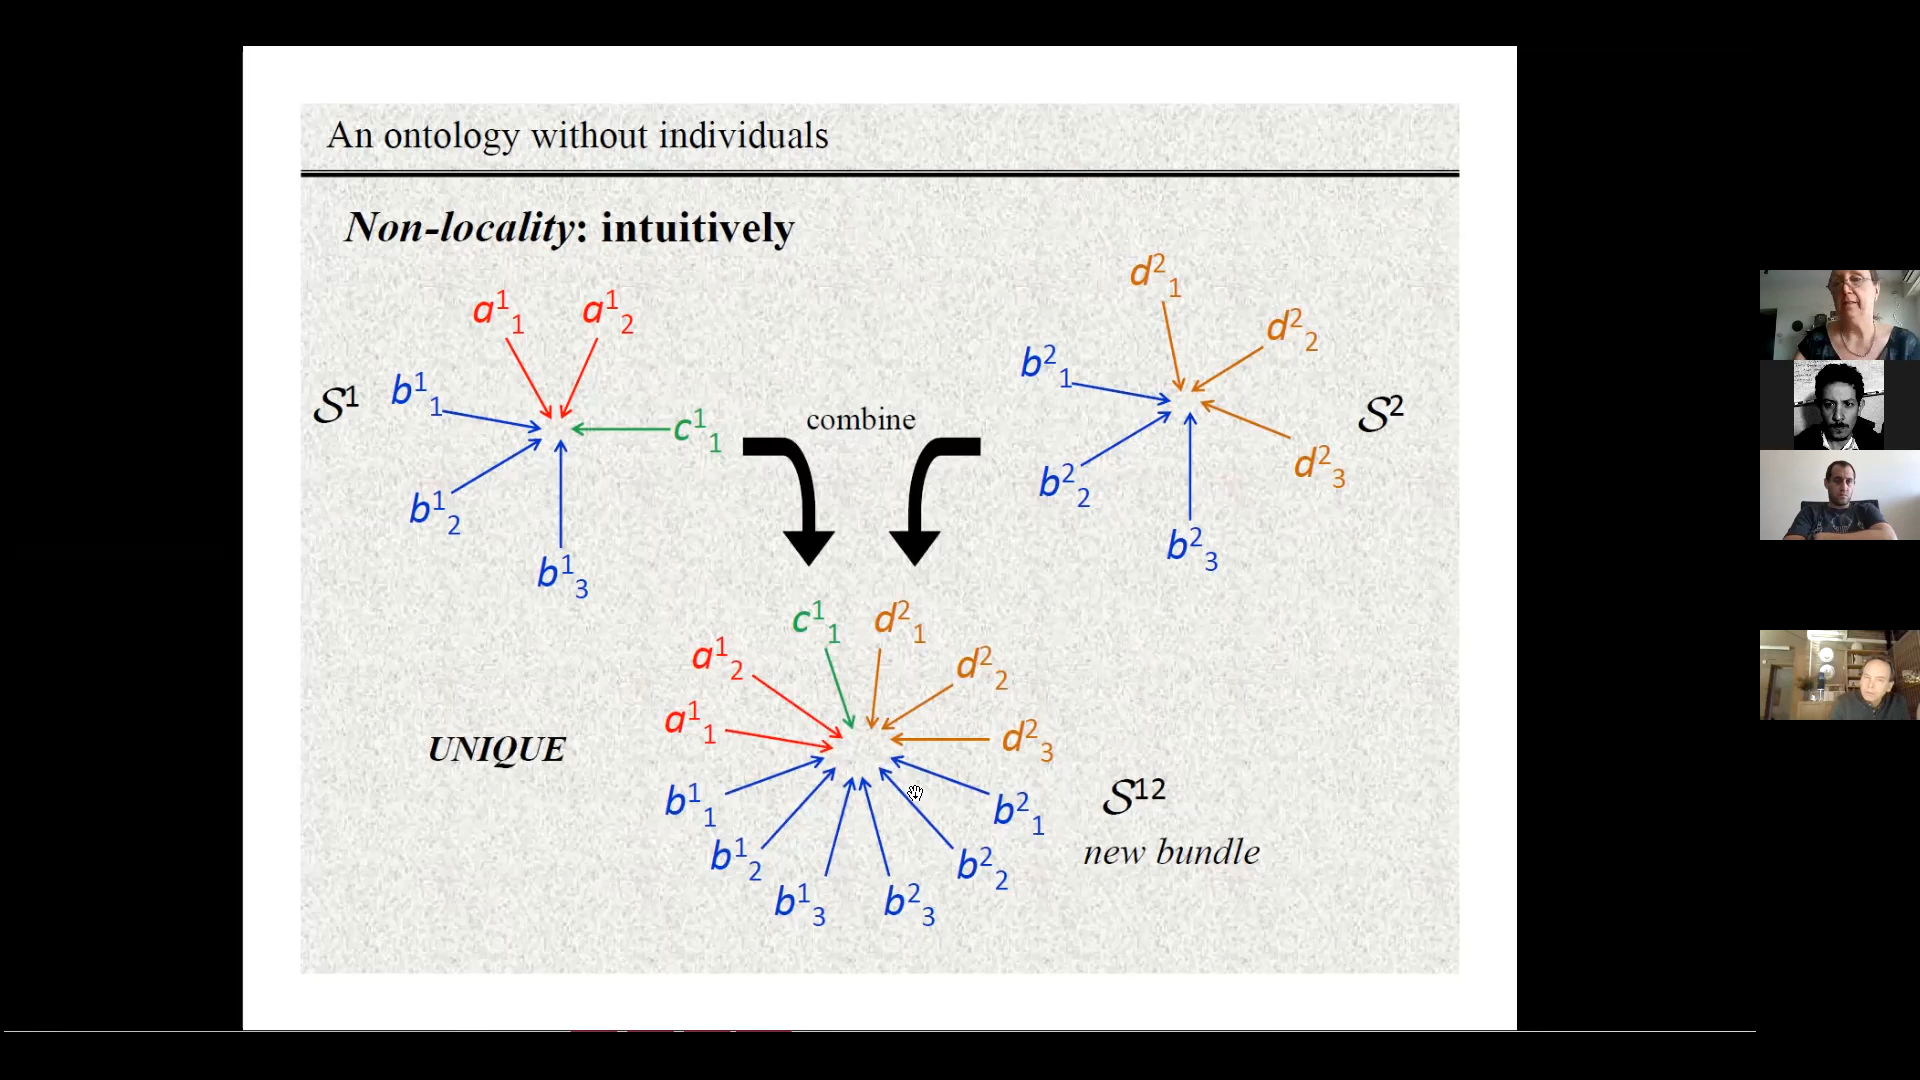 An ontology without individuals
Non-locality: intuitively
a¹₁ a¹₂
b¹₁
b¹₂
b¹₃
c¹₁
𝒮¹
combine
d²₁
d²₂
d²₃
b²₁
b²₂
b²₃
𝒮²
c¹₁ d²₁
a¹₂ d²₂
a¹₁ d²₃
UNIQUE
b¹₁ b²₁
b¹₂ b²₂
b¹₃ b²₃
𝒮¹²
new bundle